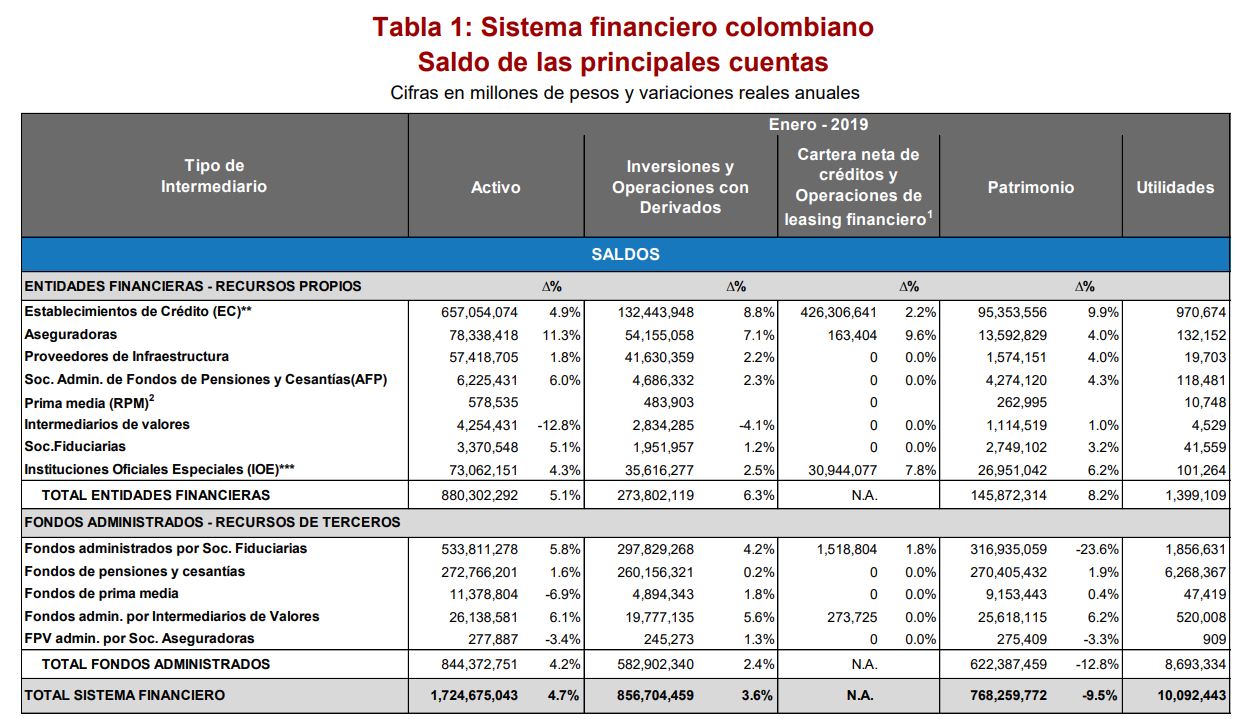 Tabla 1: Sistema financiero colombiano
Saldo de las principales cuentas
Cifras en millones de pesos y variaciones reales anuales
Enero - 2019
Tipo de Intermediario Activo Inversiones y Operaciones con Derivados Cartera neta de créditos y Operaciones de leasing financiero1 Patrimonio Utilidades
SALDOS
ENTIDADES FINANCIERAS - RECURSOS PROPIOS ∆% ∆% ∆% ∆%
Establecimientos de Crédito (EC)** 657,054,074 4.9% 132,443,948 8.8% 426,306,641 2.2% 95,353,556 9.9% 970,674
Aseguradoras 78,338,418 11.3% 54,155,058 7.1% 163,404 9.6% 13,592,829 4.0% 132,152
Proveedores de Infraestructura 57,418,705 1.8% 41,630,359 2.2% 0 0.0% 1,574,151 4.0% 19,703
Soc. Admin. de Fondos de Pensiones y Cesantías(AFP) 6,225,431 6.0% 4,686,332 2.3% 0 0.0% 4,274,120 4.3% 118,481
Prima media (RPM)2 578,535 483,903 0 262,995 10,748
Intermediarios de valores 4,254,431 -12.8% 2,834,285 -4.1% 0 0.0% 1,114,519 1.0% 4,529
Soc.Fiduciarias 3,370,548 5.1% 1,951,957 1.2% 0 0.0% 2,749,102 3.2% 41,559
Instituciones Oficiales Especiales (IOE)*** 73,062,151 4.3% 35,616,277 2.5% 30,944,077 7.8% 26,951,042 6.2% 101,264
TOTAL ENTIDADES FINANCIERAS 880,302,292 5.1% 273,802,119 6.3% N.A. 145,872,314 8.2% 1,399,109
FONDOS ADMINISTRADOS - RECURSOS DE TERCEROS
Fondos administrados por Soc. Fiduciarias 533,811,278 5.8% 297,829,268 4.2% 1,518,804 1.8% 316,935,059 -23.6% 1,856,631
Fondos de pensiones y cesantías 272,766,201 1.6% 260,156,321 0.2% 0 0.0% 270,405,432 1.9% 6,268,367
Fondos de prima media 11,378,804 -6.9% 4,894,343 1.8% 0 0.0% 9,153,443 0.4% 47,419
Fondos admin. por Intermediarios de Valores 26,138,581 6.1% 19,777,135 5.6% 273,725 0.0% 25,618,115 6.2% 520,008
FPV admin. por Soc. Aseguradoras 277,887 -3.4% 245,273 1.3% 0 0.0% 275,409 -3.3% 909
TOTAL FONDOS ADMINISTRADOS 844,372,751 4.2% 582,902,340 2.4% N.A. 622,387,459 -12.8% 8,693,334
TOTAL SISTEMA FINANCIERO 1,724,675,043 4.7% 856,704,459 3.6% N.A. 768,259,772 -9.5% 10,092,443